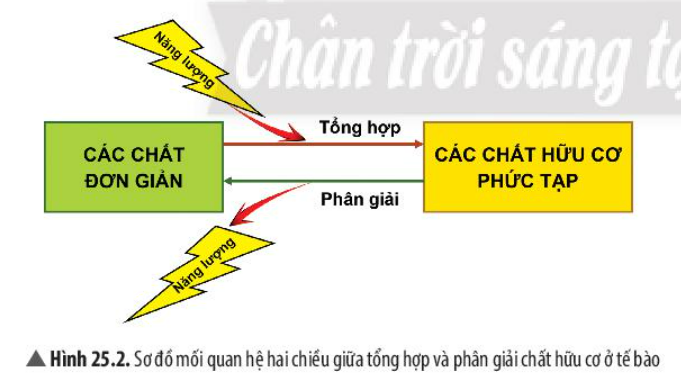 Chân trời sáng tạ
Năng lượng
Tổng hợp
CÁC CHẤT
ĐƠN GIẢN
CÁC CHẤT HỮU CƠ
PHỨC TẠP
Phân giải
Năng lượng
▲ Hình 25.2. Sơ đồ mối quan hệ hai chiều giữa tổng hợp và phân giải chất hữu cơ ở tế bào